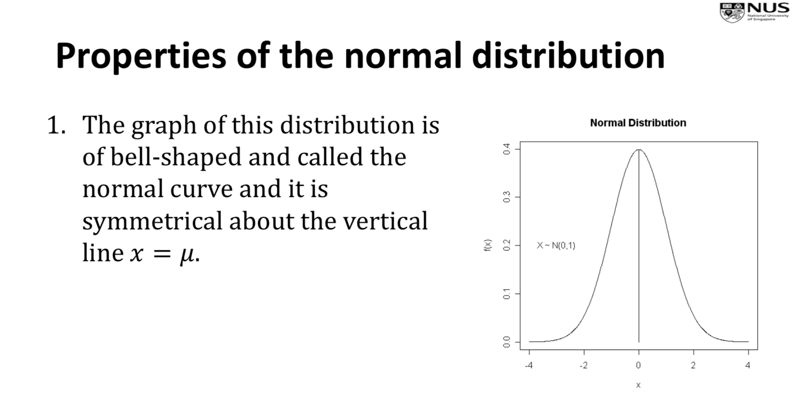 NUS
National University
of Singapore
Properties of the normal distribution
1. The graph of this distribution is
of bell-shaped and called the
normal curve and it is
symmetrical about the vertical
line x = μ.
Normal Distribution
f(x)
0.4
0.3
0.2
0.1
0.0
X ~ N(0,1)
-4 -2 0 2 4
x